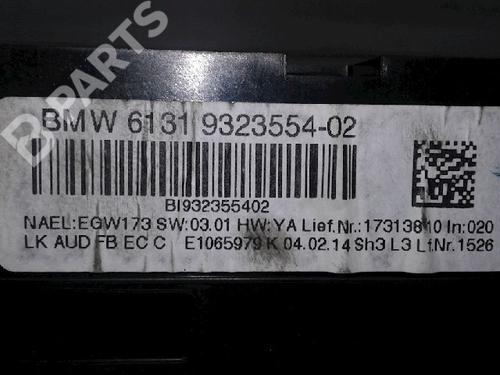 B PARTS
BMW 6131 9323554-02
BI932355402
NAEL:EGW173 SW:03.01 HW:YA Lief.Nr.:17313810 In:020
LK AUD FB EC C E1065979 K 04.02.14 Sh3 L3 Lf.Nr.1526